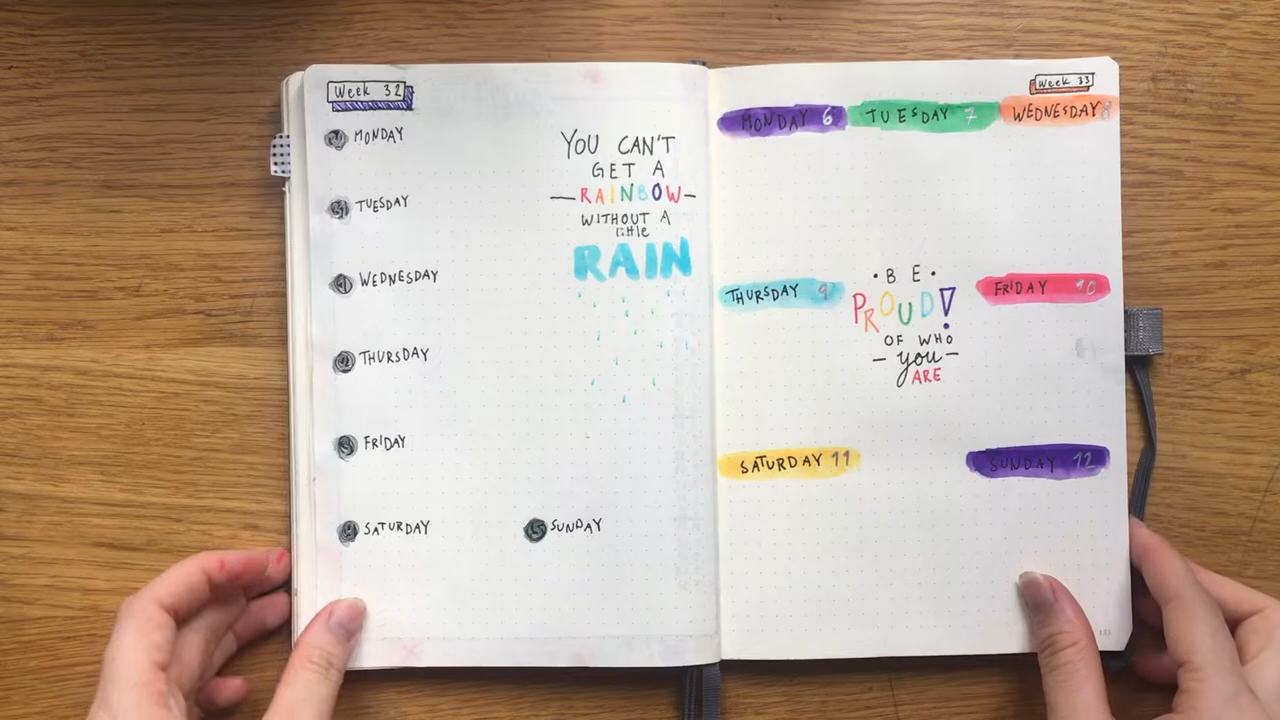 Week 32
MONDAY
TUESDAY
WEDNESDAY
THURSDAY
FRIDAY
SATURDAY
SUNDAY
YOU CAN'T
GET A
-RAINBOW-
WITHOUT A
little
RAIN
Week 33
MONDAY 6
TUESDAY 7
WEDNESDAY 8
THURSDAY 9
• B E •
PROUD!
OF WHO
- you -
ARE
FRIDAY 10
SATURDAY 11
SUNDAY 12